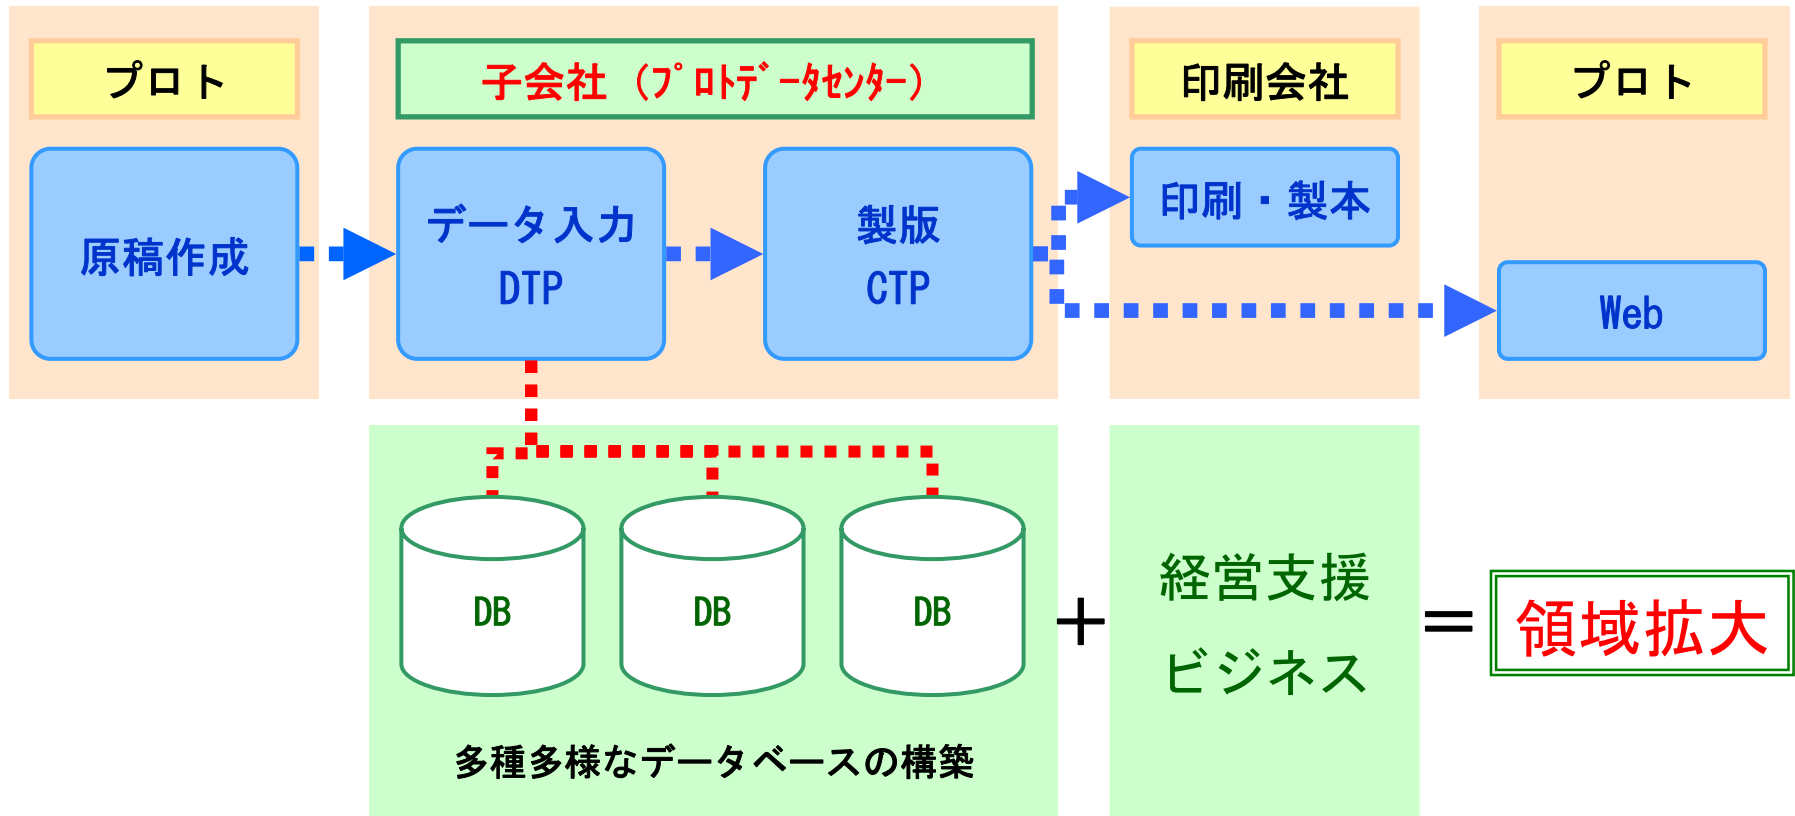 プロト
子会社（ﾌﾟﾛﾄﾃﾞｰﾀｾﾝﾀｰ）
印刷会社
プロト
原稿作成
データ入力
DTP
製版
CTP
印刷・製本
Web
DB
DB
DB
多種多様なデータベースの構築
＋
経営支援
ビジネス
＝
領域拡大